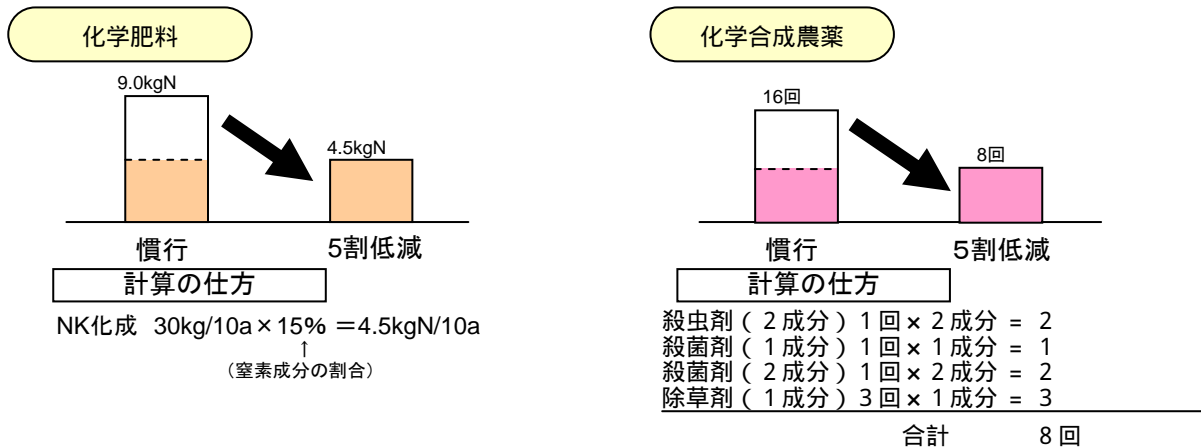 化学肥料
9.0kgN
4.5kgN
慣行
5割低減
計算の仕方
NK化成 30kg/10a×15% =4.5kgN/10a
↑
(窒素成分の割合)
化学合成農薬
16回
8回
慣行
5割低減
計算の仕方
殺虫剤(2成分)1回×2成分 = 2
殺菌剤(1成分)1回×1成分 = 1
殺菌剤(2成分)1回×2成分 = 2
除草剤(1成分)3回×1成分 = 3
合計 8回